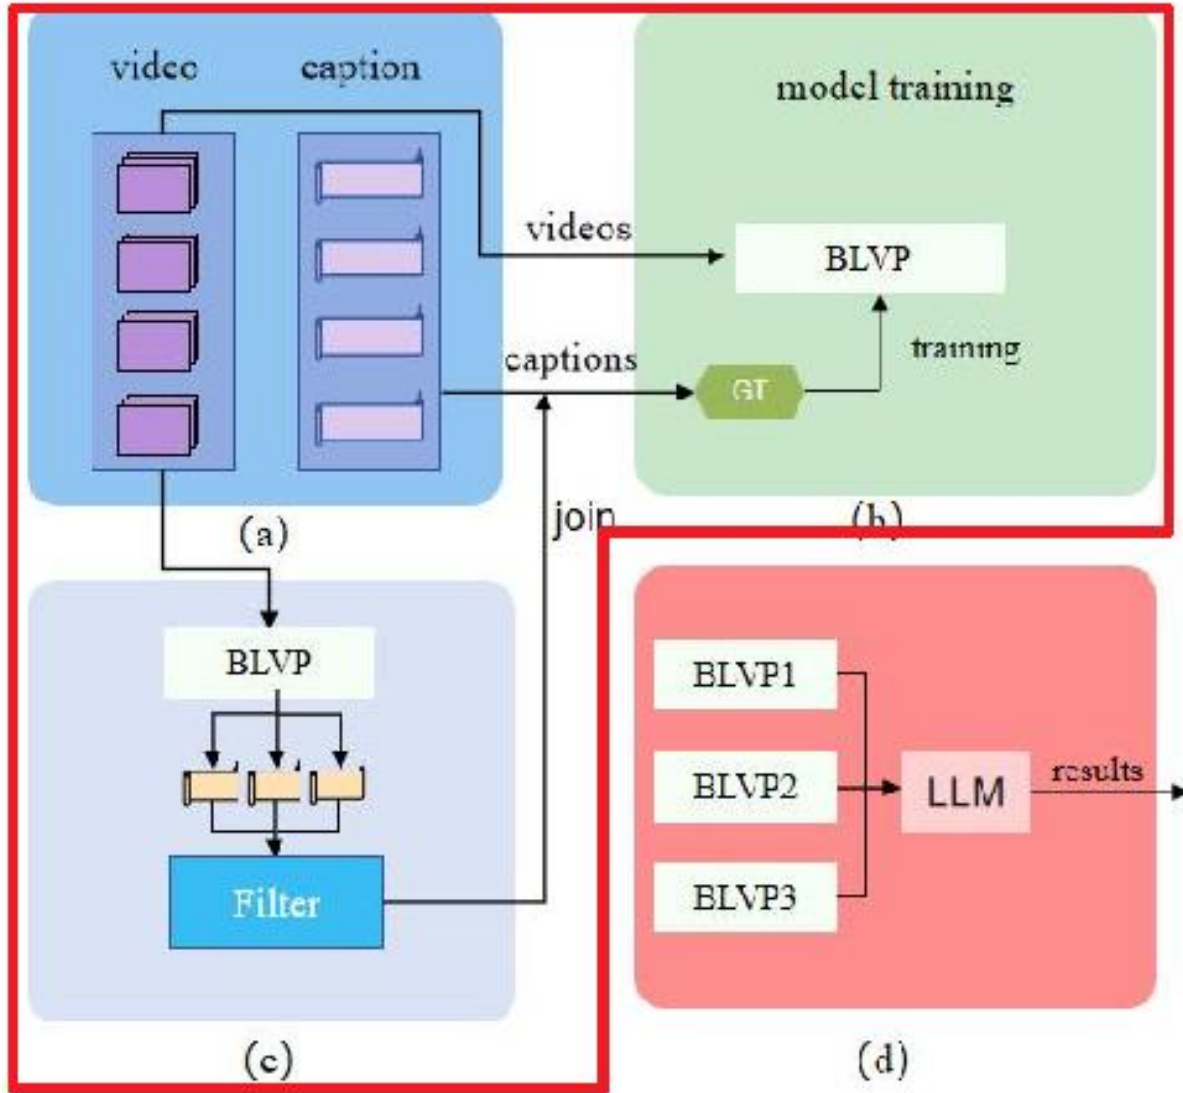 video
caption
model training
videos
BLVP
training
captions
GT
(a)
join
(b)
BLVP
Filter
(c)
BLVP1
BLVP2
BLVP3
LLM
results
(d)